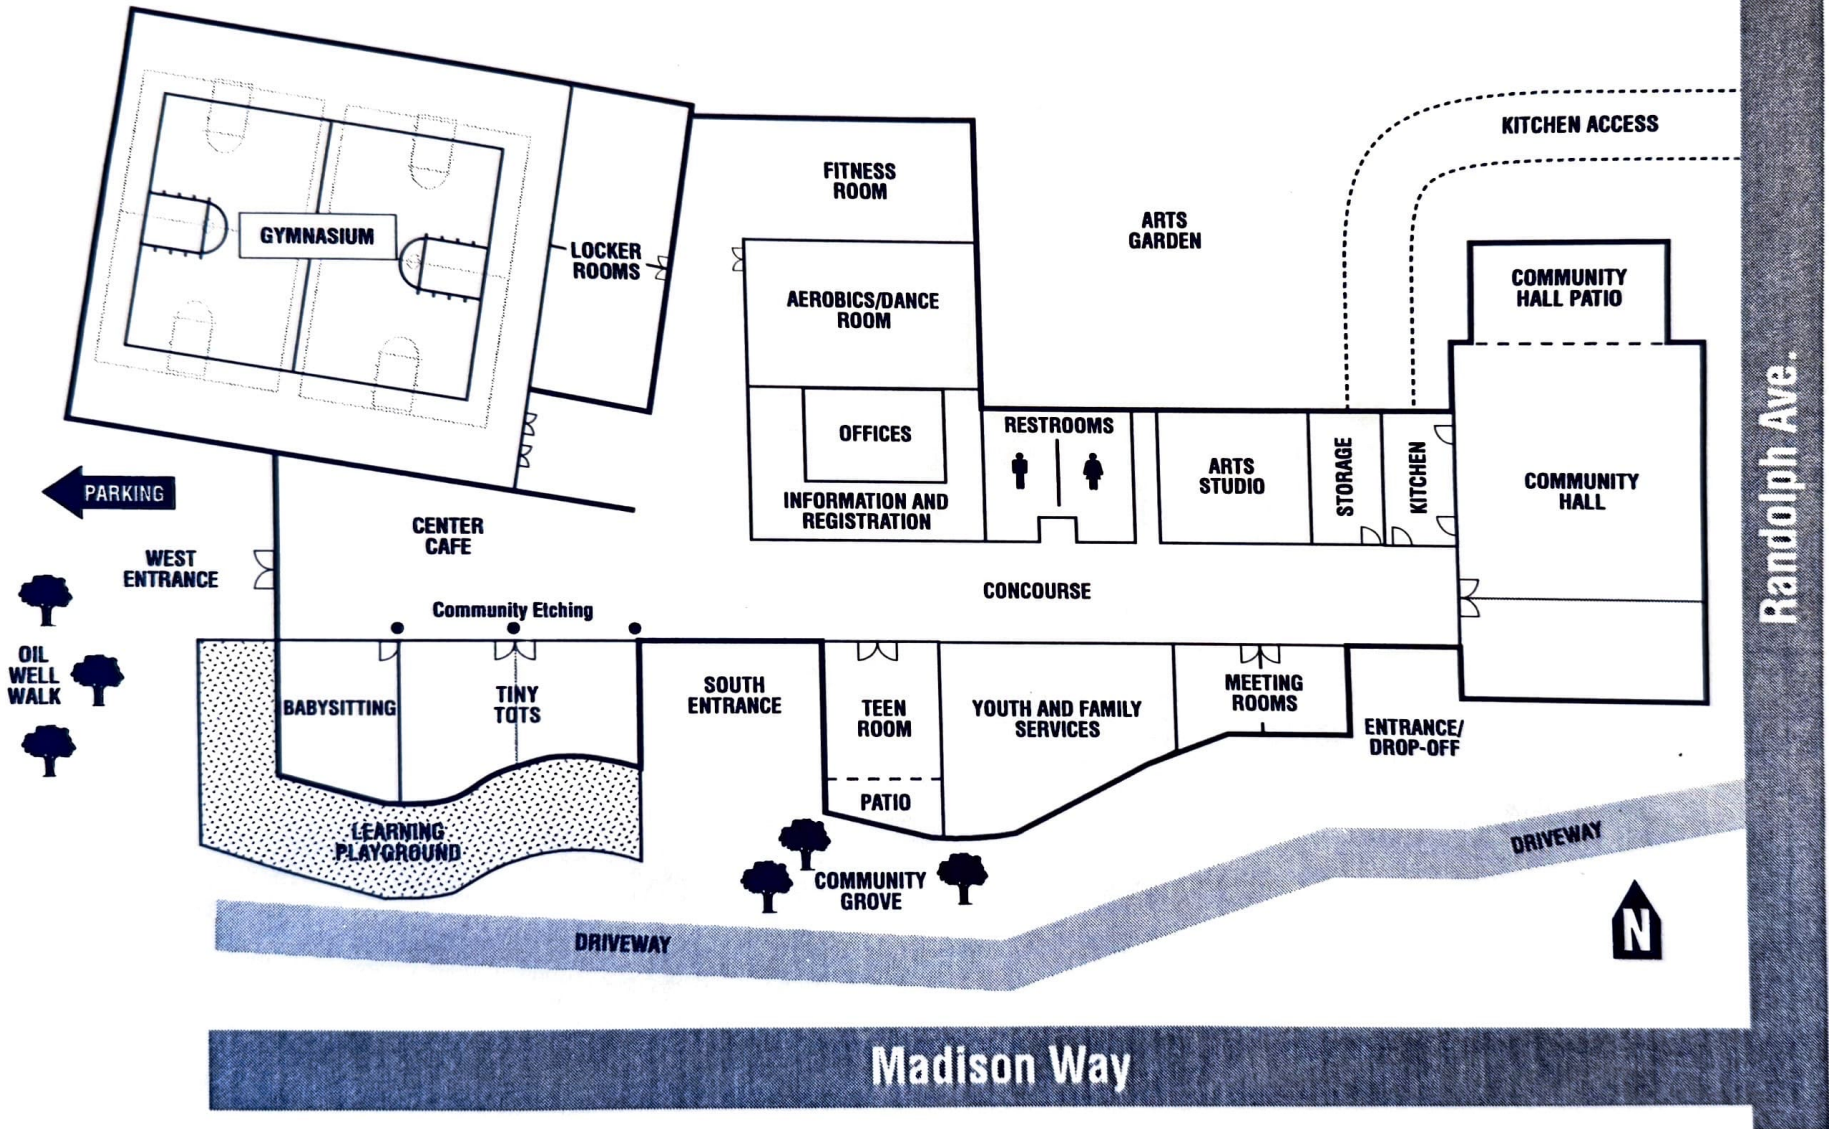 KITCHEN ACCESS
FITNESS
ROOM
ARTS
GARDEN
GYMNASIUM
LOCKER
ROOMS
COMMUNITY
HALL PATIO
AEROBICS/DANCE
ROOM
Randolph Ave.
OFFICES
RESTROOMS
INFORMATION AND
REGISTRATION
ARTS
STUDIO
STORAGE
KITCHEN
COMMUNITY
HALL
PARKING
CENTER
CAFE
WEST
ENTRANCE
CONCOURSE
Community Etching
OIL
WELL
WALK
BABYSITTING
TINY
TOTS
SOUTH
ENTRANCE
TEEN
ROOM
YOUTH AND FAMILY
SERVICES
MEETING
ROOMS
ENTRANCE/
DROP-OFF
PATIO
LEARNING
PLAYGROUND
COMMUNITY
GROVE
DRIVEWAY
DRIVEWAY
N
Madison Way